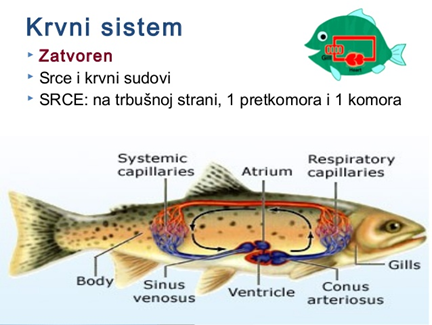 Krvni sistem
Zatvoren
Srce i krvni sudovi
SRCE: na trbušnoj strani, 1 pretkomora i 1 komora
Systemic
capillaries
Atrium
Respiratory
capillaries
Body
Sinus
venosus
Ventricle
Conus
arteriosus
Gills